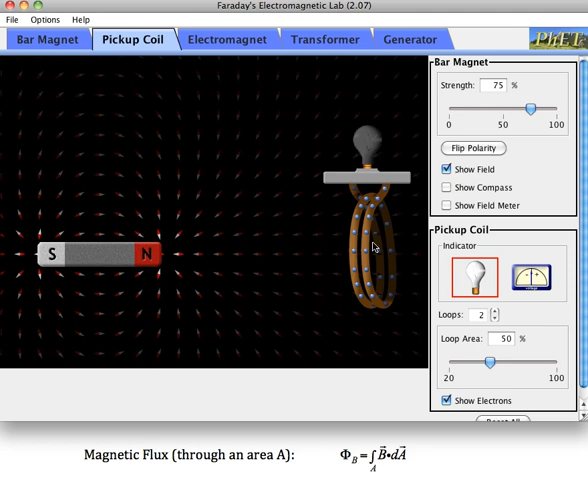 Faraday's Electromagnetic Lab (2.07)
File Options Help
Bar Magnet Pickup Coil Electromagnet Transformer Generator
PhET
Bar Magnet
Strength: 75 %
0 50 100
Flip Polarity
Show Field
Show Compass
Show Field Meter
S N
Pickup Coil
Indicator
voltage
Loops: 2
Loop Area: 50 %
20 100
Show Electrons
Reset All
Magnetic Flux (through an area A): Φ_B = ∫_A B⃗•dA⃗